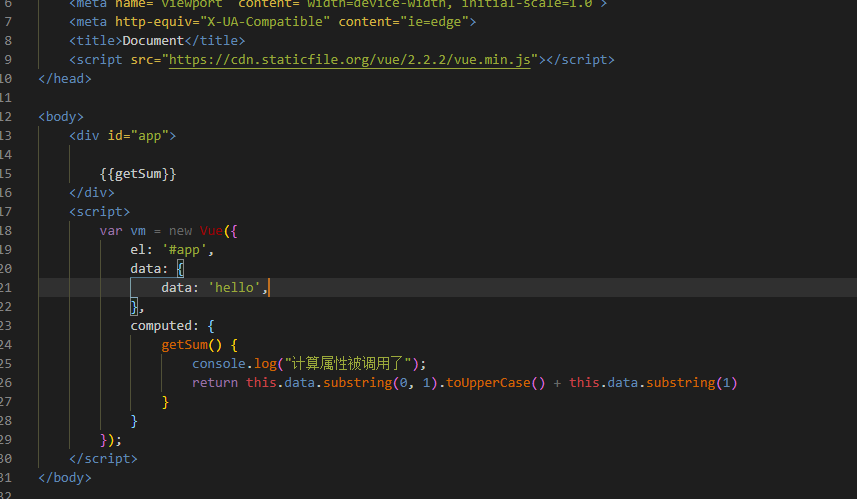 6 <meta name="viewport" content="width=device-width, initial-scale=1.0">
7 <meta http-equiv="X-UA-Compatible" content="ie=edge">
8 <title>Document</title>
9 <script src="https://cdn.staticfile.org/vue/2.2.2/vue.min.js"></script>
10 </head>
11
12 <body>
13 <div id="app">
14
15 {{getSum}}
16 </div>
17 <script>
18 var vm = new Vue({
19 el: '#app',
20 data: {
21 data: 'hello',
22 },
23 computed: {
24 getSum() {
25 console.log("计算属性被调用了");
26 return this.data.substring(0, 1).toUpperCase() + this.data.substring(1)
27 }
28 }
29 });
30 </script>
31 </body>
32